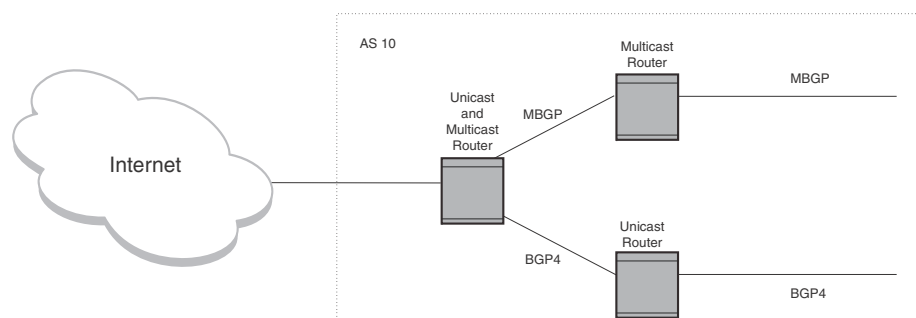 AS 10
Multicast
Router
MBGP
Unicast
and
Multicast
Router
MBGP
Internet
Unicast
Router
BGP4
BGP4